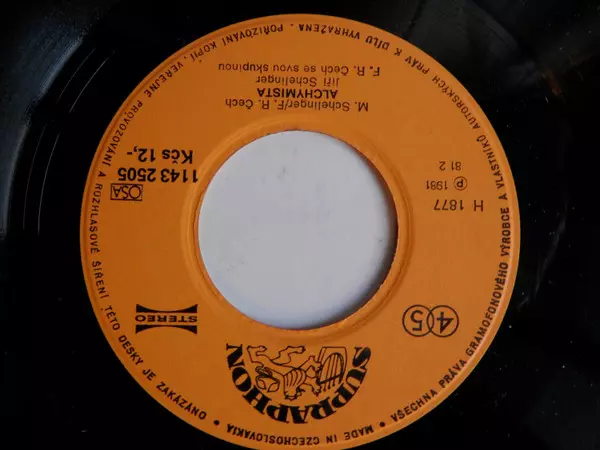 SUPRAPHON
STEREO
45
OSA
1143 2505
Kčs 12,-
H 1877
Ⓟ 1981
81 2
M. Schelinger/F. R. Čech
ALCHYMISTA
Jiří Schelinger
F. R. Čech se svou skupinou
MADE IN CZECHOSLOVAKIA • VŠECHNA PRÁVA GRAMOFONOVÉHO VÝROBCE A VLASTNÍKŮ AUTORSKÝCH PRÁV K DÍLU VYHRAŽENA. POŘIZOVÁNÍ KOPIÍ, VEŘEJNÉ PROVOZOVÁNÍ A ROZHLASOVÉ ŠÍŘENÍ TÉTO DESKY JE ZAKÁZÁNO •